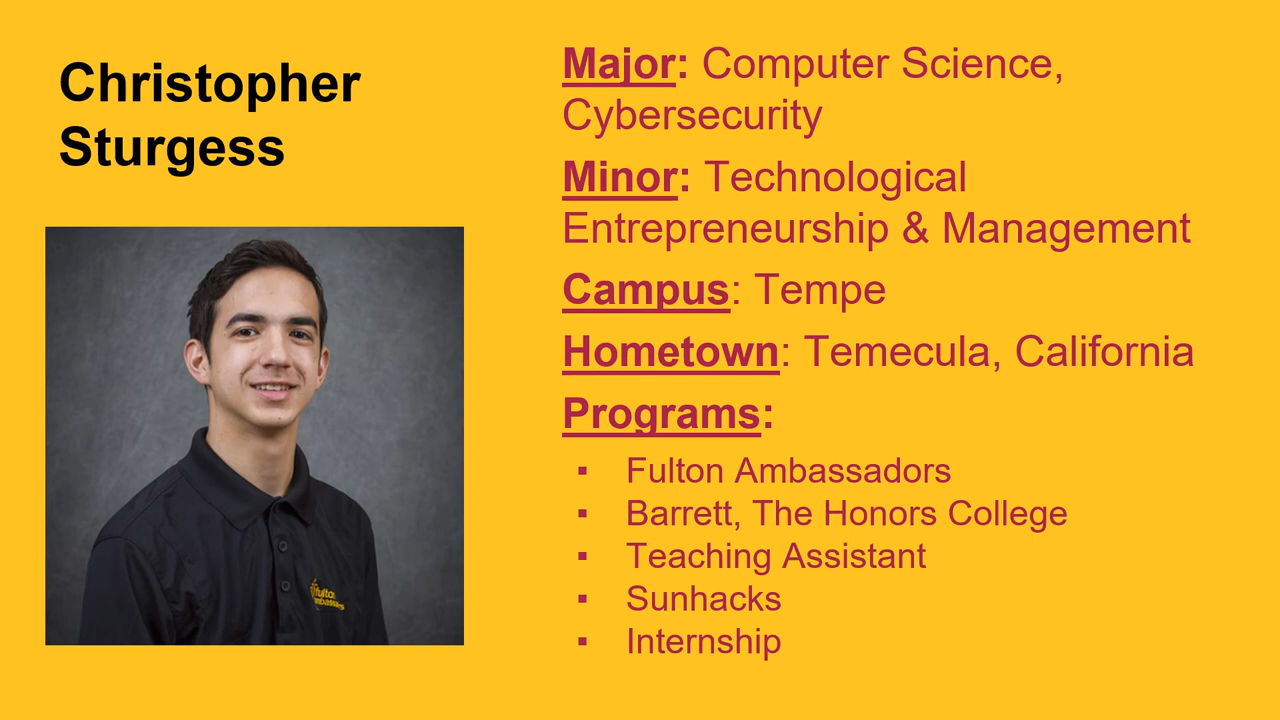 Christopher
Sturgess
Major: Computer Science,
Cybersecurity
Minor: Technological
Entrepreneurship & Management
Campus: Tempe
Hometown: Temecula, California
Programs:
▪ Fulton Ambassadors
▪ Barrett, The Honors College
▪ Teaching Assistant
▪ Sunhacks
▪ Internship
fulton